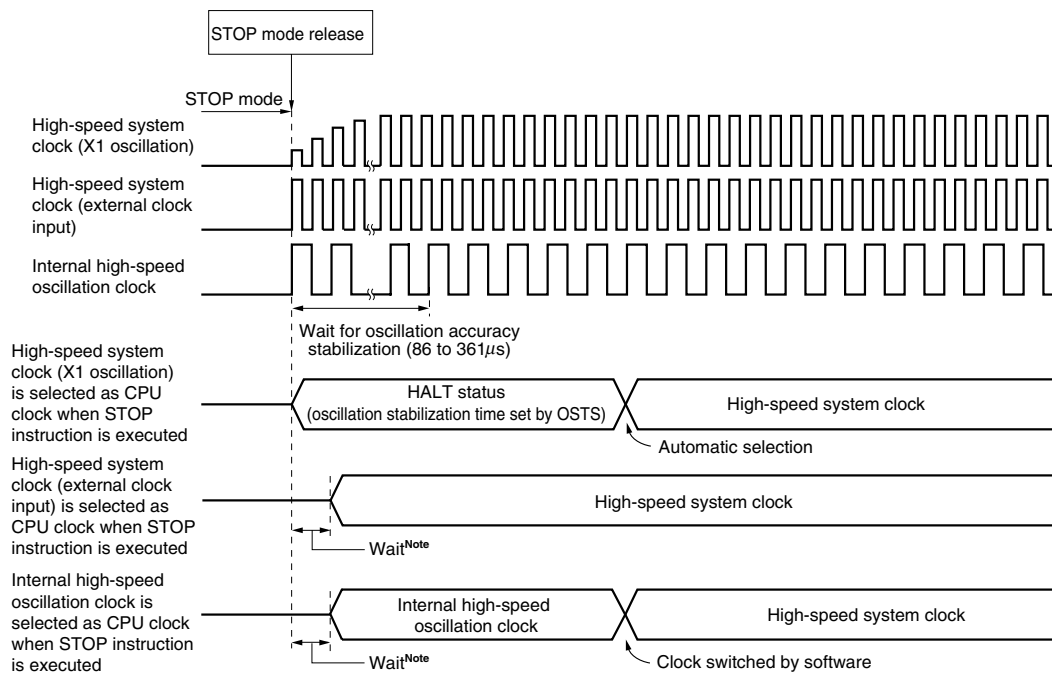 STOP mode release
STOP mode
High-speed system
clock (X1 oscillation)
High-speed system
clock (external clock
input)
Internal high-speed
oscillation clock
Wait for oscillation accuracy
stabilization (86 to 361μs)
High-speed system
clock (X1 oscillation)
is selected as CPU
clock when STOP
instruction is executed
HALT status
(oscillation stabilization time set by OSTS)
High-speed system clock
Automatic selection
High-speed system
clock (external clock
input) is selected as
CPU clock when STOP
instruction is executed
High-speed system clock
WaitNote
Internal high-speed
oscillation clock is
selected as CPU clock
when STOP instruction
is executed
Internal high-speed
oscillation clock
High-speed system clock
WaitNote
Clock switched by software